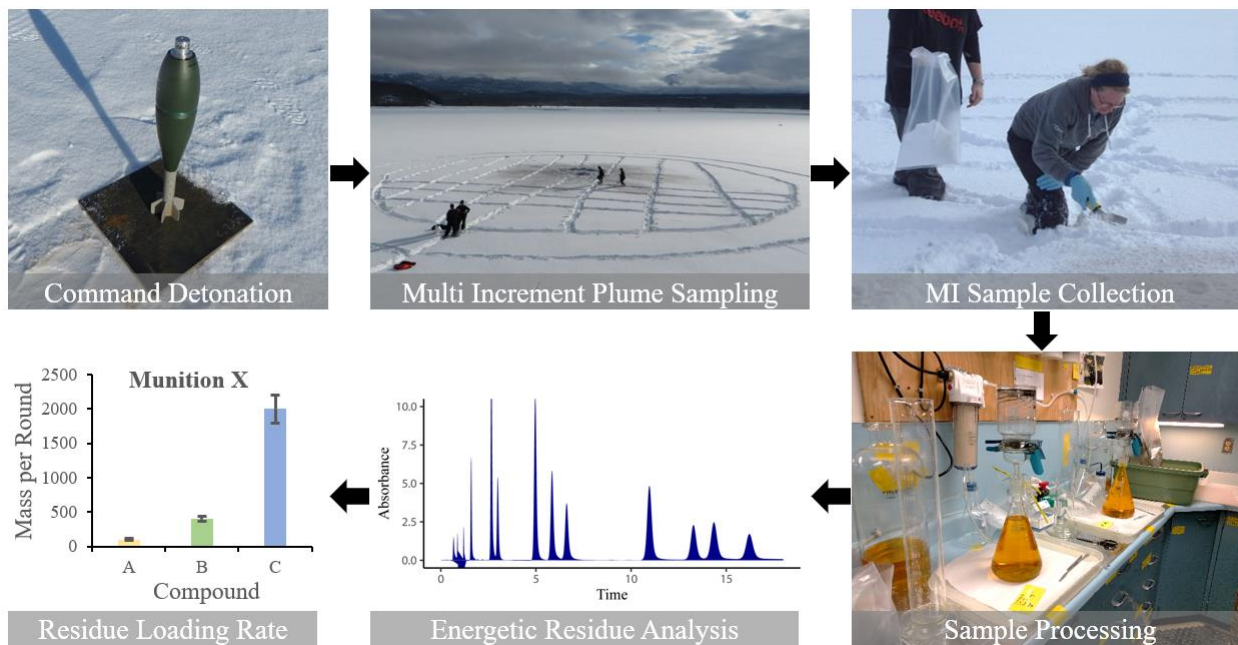 Command Detonation
Multi Increment Plume Sampling
MI Sample Collection
Munition X
Mass per Round
2500
2000
1500
1000
500
0
A
B
C
Compound
Residue Loading Rate
Absorbance
10.0
7.5
5.0
2.5
0.0
0
5
10
15
Time
Energetic Residue Analysis
Sample Processing